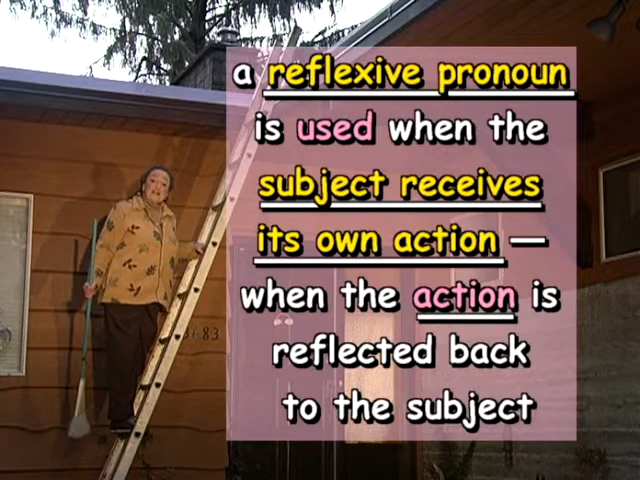 a reflexive pronoun
is used when the
subject receives
its own action —
when the action is
reflected back
to the subject
3683